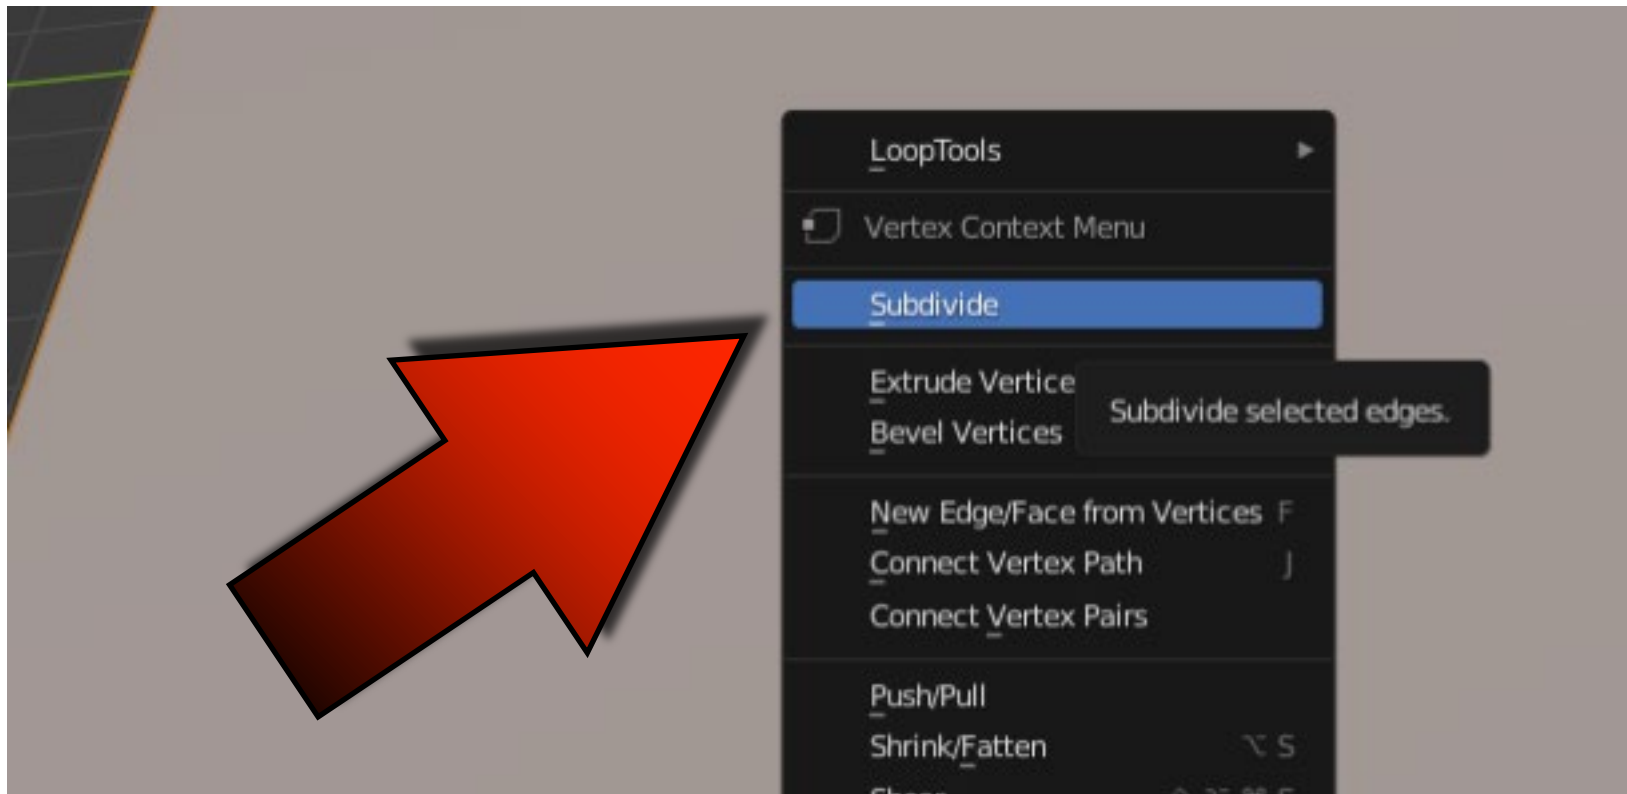 LoopTools
Vertex Context Menu
Subdivide
Extrude Vertice
Subdivide selected edges.
Bevel Vertices
New Edge/Face from Vertices F
Connect Vertex Path J
Connect Vertex Pairs
Push/Pull
Shrink/Fatten ⌥ S